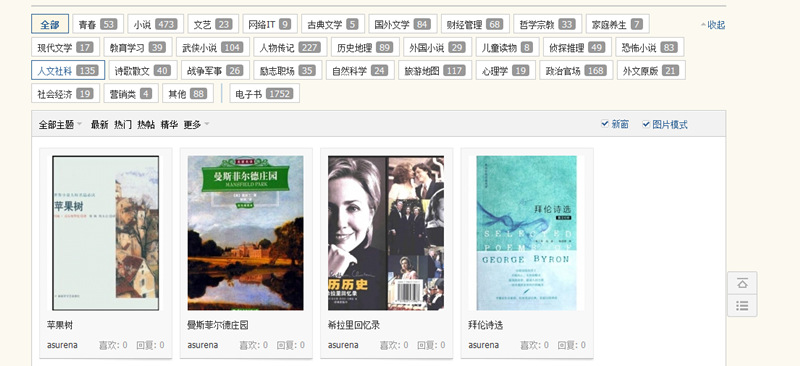 全部 青春 53 小说 473 文艺 23 网络IT 9 古典文学 5 国外文学 84 财经管理 68 哲学宗教 33 家庭养生 7 收起
现代文学 17 教育学习 39 武侠小说 104 人物传记 227 历史地理 89 外国小说 29 儿童读物 8 侦探推理 49 恐怖小说 83
人文社科 135 诗歌散文 40 战争军事 26 励志职场 35 自然科学 24 旅游地图 117 心理学 19 政治官场 168 外文原版 21
社会经济 19 营销类 4 其他 88 电子书 1752
全部主题 最新 热门 热帖 精华 更多 新窗 图片模式
苹果树
曼斯菲尔德庄园
MANSFIELD PARK
历历史
希拉里回忆录
拜伦诗选
SELECTED
POEMS
GEORGE BYRON
苹果树 曼斯菲尔德庄园 希拉里回忆录 拜伦诗选
asurena 喜欢: 0 回复: 0 asurena 喜欢: 0 回复: 0 asurena 喜欢: 0 回复: 0 asurena 喜欢: 0 回复: 0